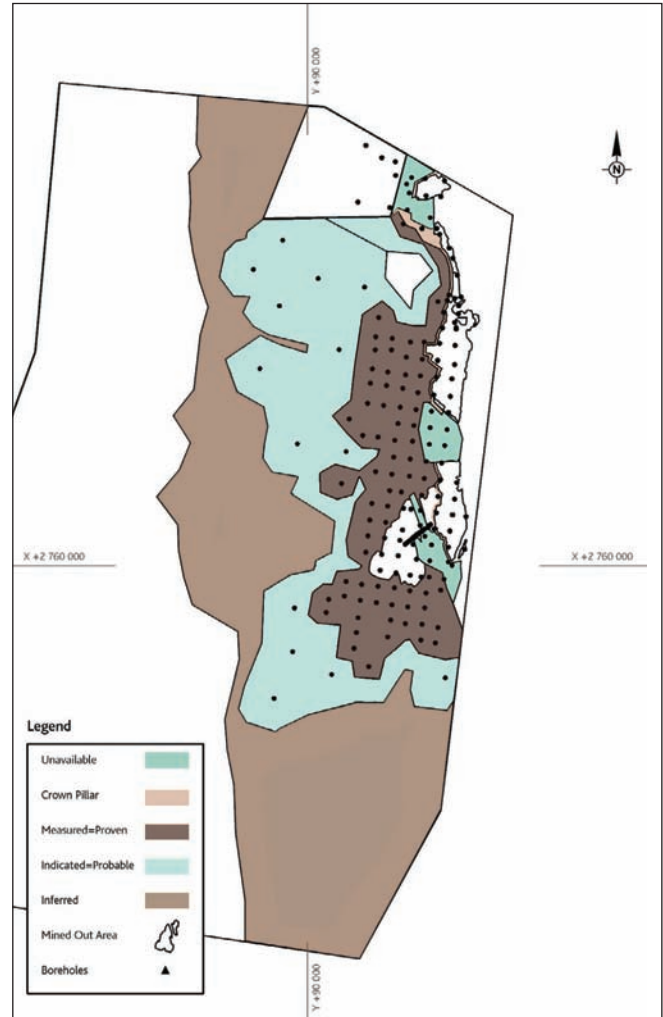 Y +90 000
N
X +2 760 000
X +2 760 000
Legend
Unavailable
Crown Pillar
Measured=Proven
Indicated=Probable
Inferred
Mined Out Area
Boreholes
Y +90 000